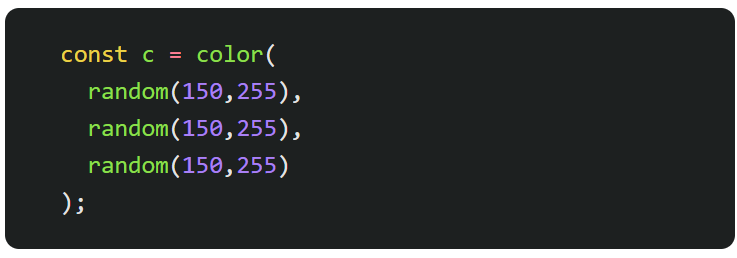 const c = color(
  random(150,255),
  random(150,255),
  random(150,255)
);